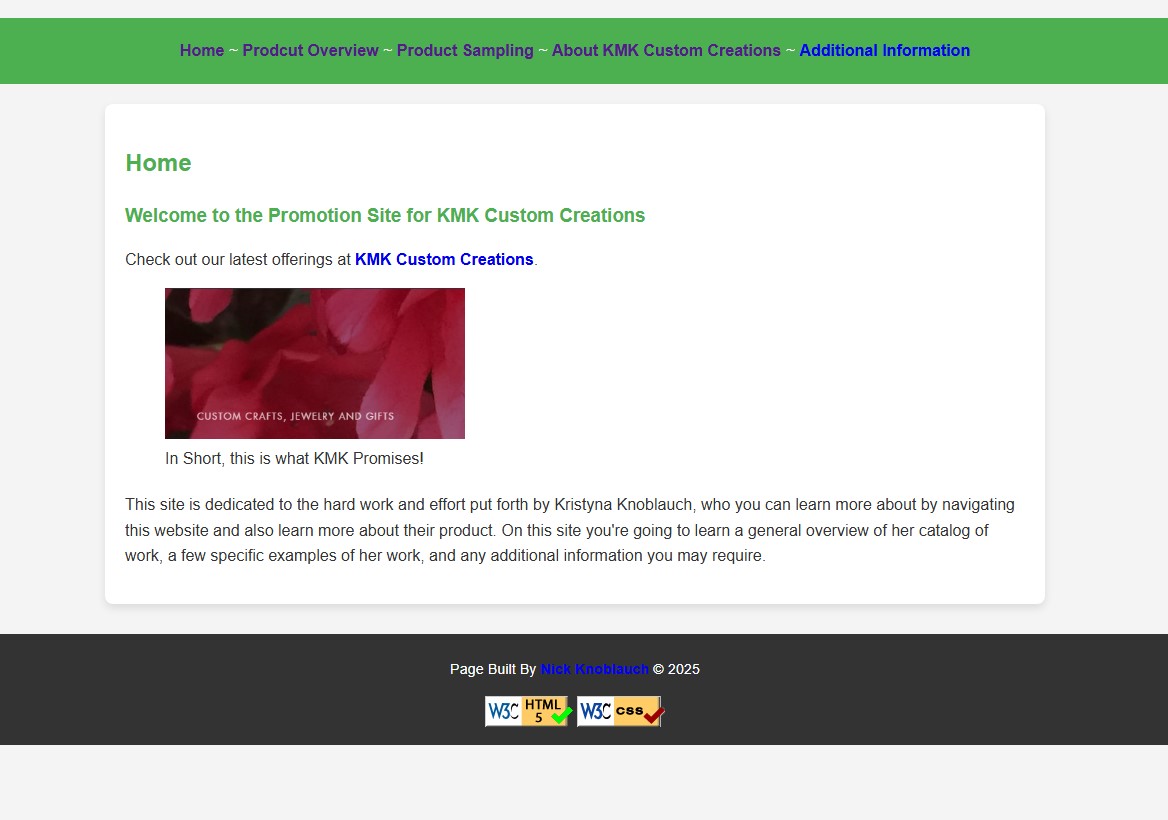 Home ~ Prodcut Overview ~ Product Sampling ~ About KMK Custom Creations ~ Additional Information
Home
Welcome to the Promotion Site for KMK Custom Creations
Check out our latest offerings at KMK Custom Creations.
CUSTOM CRAFTS, JEWELRY AND GIFTS
In Short, this is what KMK Promises!
This site is dedicated to the hard work and effort put forth by Kristyna Knoblauch, who you can learn more about by navigating
this website and also learn more about their product. On this site you're going to learn a general overview of her catalog of
work, a few specific examples of her work, and any additional information you may require.
Page Built By Nick Knoblauch © 2025
W3C HTML 5 W3C css